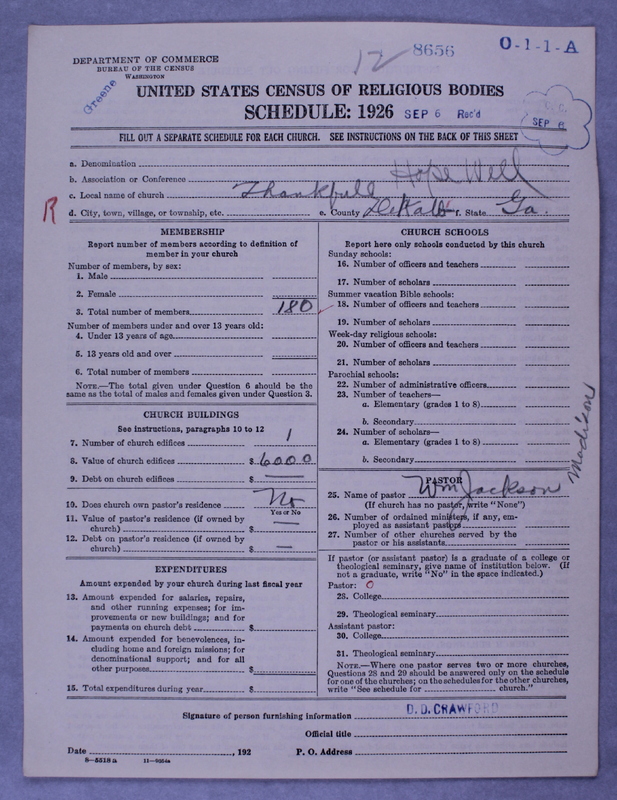 12 8656 O-1-1-A
DEPARTMENT OF COMMERCE
BUREAU OF THE CENSUS
WASHINGTON
Greene
UNITED STATES CENSUS OF RELIGIOUS BODIES
SCHEDULE: 1926 SEP 6 Rec'd
SEP 6
FILL OUT A SEPARATE SCHEDULE FOR EACH CHURCH. SEE INSTRUCTIONS ON THE BACK OF THIS SHEET
a. Denomination
b. Association or Conference Hope Well
c. Local name of church Thankfull
R d. City, town, village, or township, etc. e. County DeKalb f. State Ga.
MEMBERSHIP
Report number of members according to definition of
member in your church
Number of members, by sex:
1. Male
2. Female
3. Total number of members 180
Number of members under and over 13 years old:
4. Under 13 years of age
5. 13 years old and over
6. Total number of members
NOTE.—The total given under Question 6 should be the
same as the total of males and females given under Question 3.
CHURCH BUILDINGS
See instructions, paragraphs 10 to 12
7. Number of church edifices 1
8. Value of church edifices $ 6000
9. Debt on church edifices $ —
10. Does church own pastor's residence No
Yes or No
11. Value of pastor's residence (if owned by
church) $ —
12. Debt on pastor's residence (if owned by
church) $ —
EXPENDITURES
Amount expended by your church during last fiscal year
13. Amount expended for salaries, repairs,
and other running expenses; for im-
provements or new buildings; and for
payments on church debt $
14. Amount expended for benevolences, in-
cluding home and foreign missions; for
denominational support; and for all
other purposes $
15. Total expenditures during year $
CHURCH SCHOOLS
Report here only schools conducted by this church
Sunday schools:
16. Number of officers and teachers
17. Number of scholars
Summer vacation Bible schools:
18. Number of officers and teachers
19. Number of scholars
Week-day religious schools:
20. Number of officers and teachers
21. Number of scholars
Parochial schools:
22. Number of administrative officers
23. Number of teachers—
a. Elementary (grades 1 to 8)
b. Secondary
24. Number of scholars—
a. Elementary (grades 1 to 8)
b. Secondary
Madison
PASTOR
25. Name of pastor Wm Jackson
(If church has no pastor, write "None")
26. Number of ordained ministers, if any, em-
ployed as assistant pastors
27. Number of other churches served by the
pastor or his assistants
If pastor (or assistant pastor) is a graduate of a college or
theological seminary, give name of institution below. (If
not a graduate, write "No" in the space indicated.)
Pastor: O
28. College
29. Theological seminary
Assistant pastor:
30. College
31. Theological seminary
NOTE.—Where one pastor serves two or more churches,
Questions 28 and 29 should be answered only on the schedule
for one of the churches; on the schedules for the other churches,
write "See schedule for church."
Signature of person furnishing information D. D. CRAWFORD
Official title
Date , 192 P. O. Address
8—5518 a 11—9264a